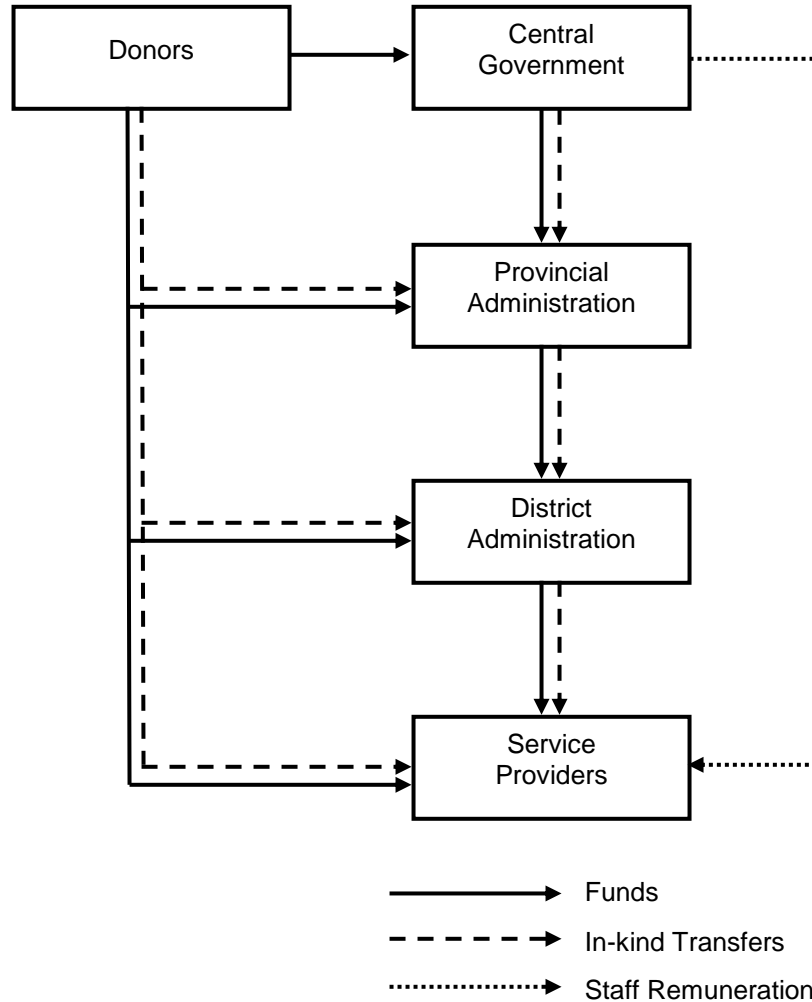 Donors
Central
Government
Provincial
Administration
District
Administration
Service
Providers
Funds
In-kind Transfers
Staff Remuneration